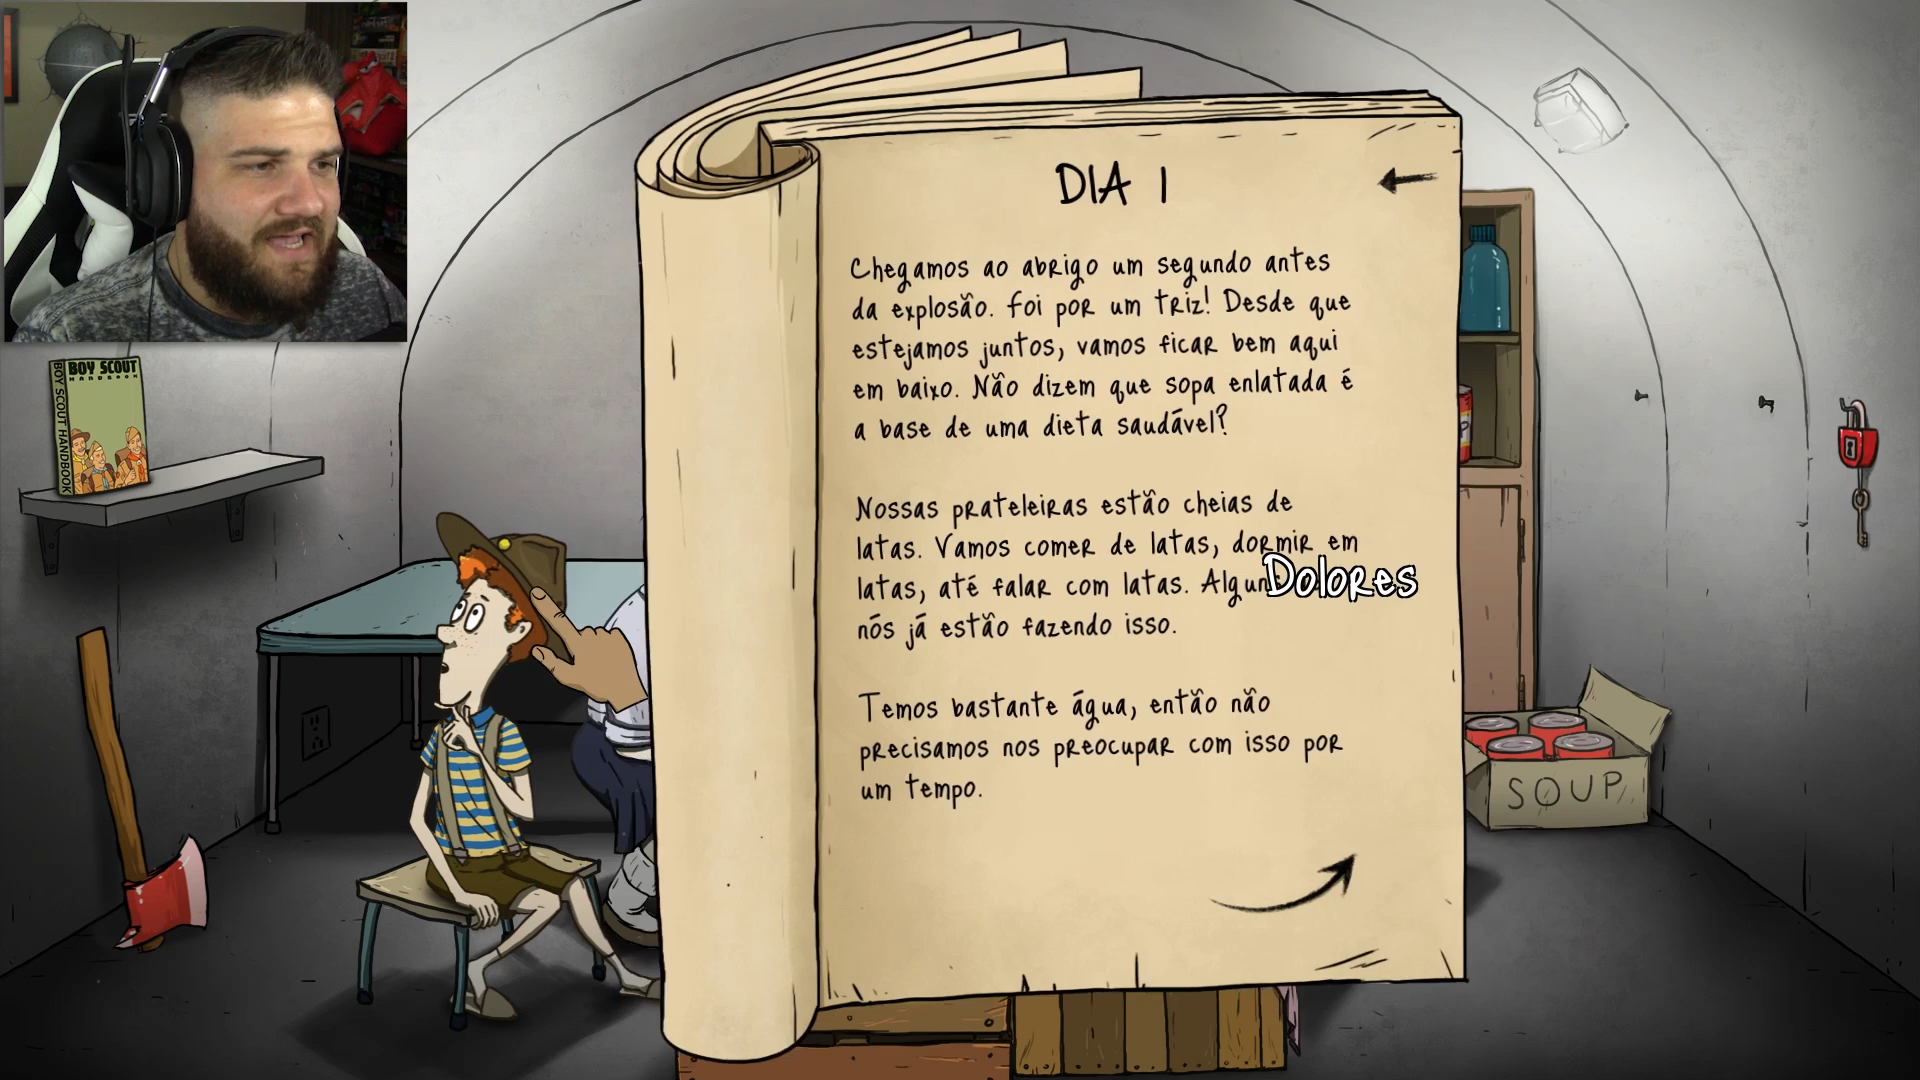 DIA 1
Chegamos ao abrigo um segundo antes
da explosão. Foi por um triz! Desde que
estejamos juntos, vamos ficar bem aqui
em baixo. Não dizem que sopa enlatada é
a base de uma dieta saudável?
Nossas prateleiras estão cheias de
latas. Vamos comer de latas, dormir em
latas, até falar com latas. Algun
Dolores
nós já estão fazendo isso.
Temos bastante água, então não
precisamos nos preocupar com isso por
um tempo.
BOY SCOUT
HANDBOOK
BOY SCOUT HANDBOOK
SOUP